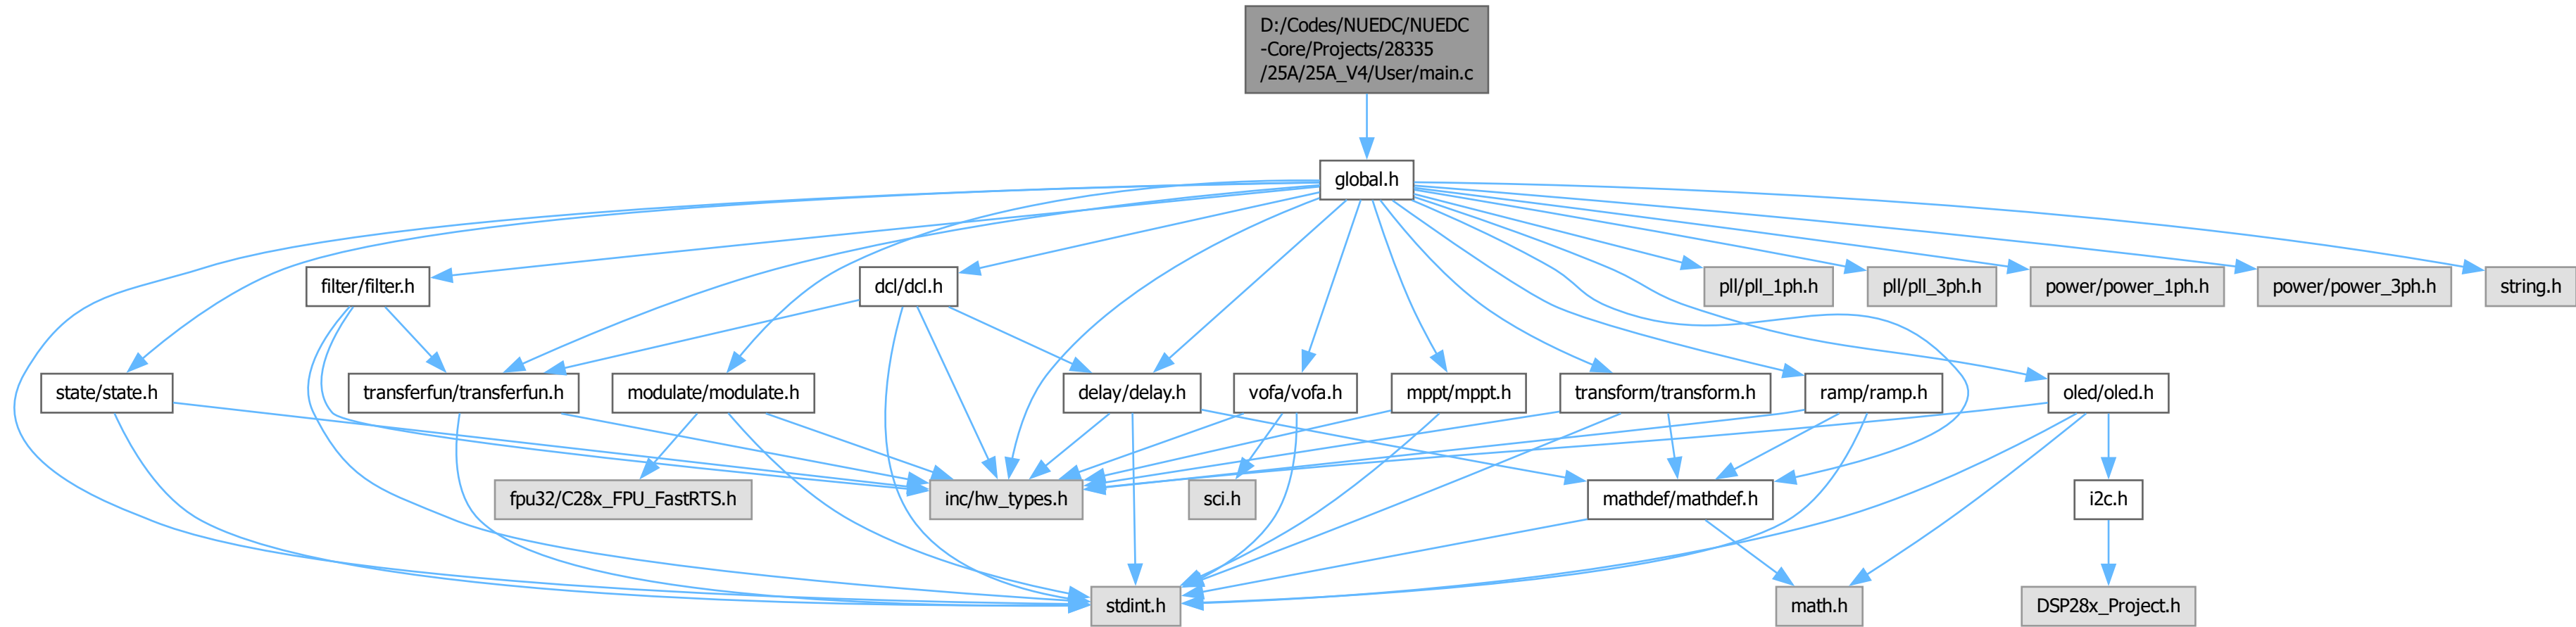 D:/Codes/NUEDC/NUEDC
-Core/Projects/28335
/25A/25A_V4/User/main.c
global.h
filter/filter.h
dcl/dcl.h
pll/pll_1ph.h
pll/pll_3ph.h
power/power_1ph.h
power/power_3ph.h
string.h
state/state.h
transferfun/transferfun.h
modulate/modulate.h
delay/delay.h
vofa/vofa.h
mppt/mppt.h
transform/transform.h
ramp/ramp.h
oled/oled.h
fpu32/C28x_FPU_FastRTS.h
inc/hw_types.h
sci.h
mathdef/mathdef.h
i2c.h
stdint.h
math.h
DSP28x_Project.h